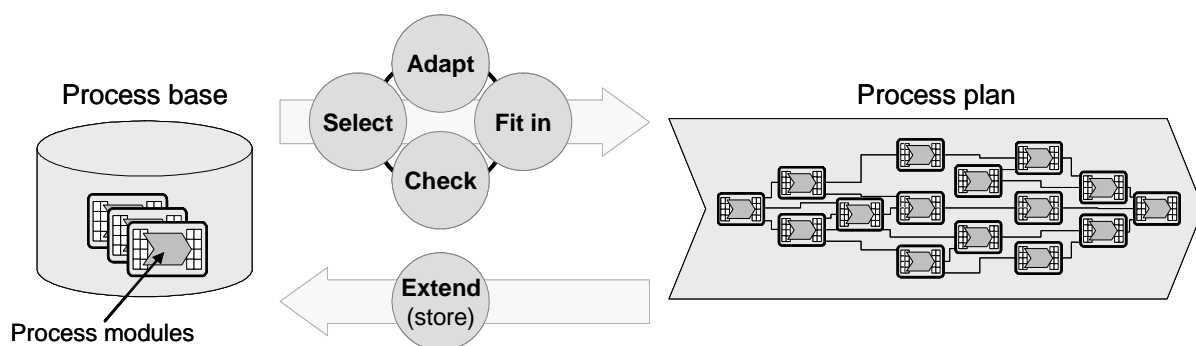 Process base
Process modules
Adapt
Select
Fit in
Check
Extend
(store)
Process plan